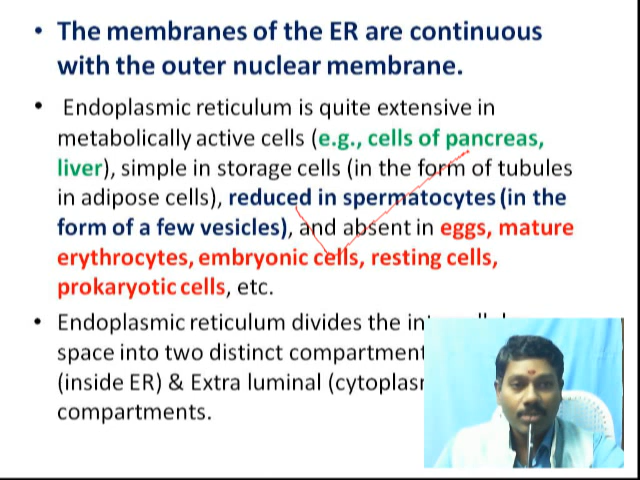 • The membranes of the ER are continuous
with the outer nuclear membrane.
• Endoplasmic reticulum is quite extensive in
metabolically active cells (e.g., cells of pancreas,
liver), simple in storage cells (in the form of tubules
in adipose cells), reduced in spermatocytes (in the
form of a few vesicles), and absent in eggs, mature
erythrocytes, embryonic cells, resting cells,
prokaryotic cells, etc.
• Endoplasmic reticulum divides the
space into two distinct compartment
(inside ER) & Extra luminal
compartments.